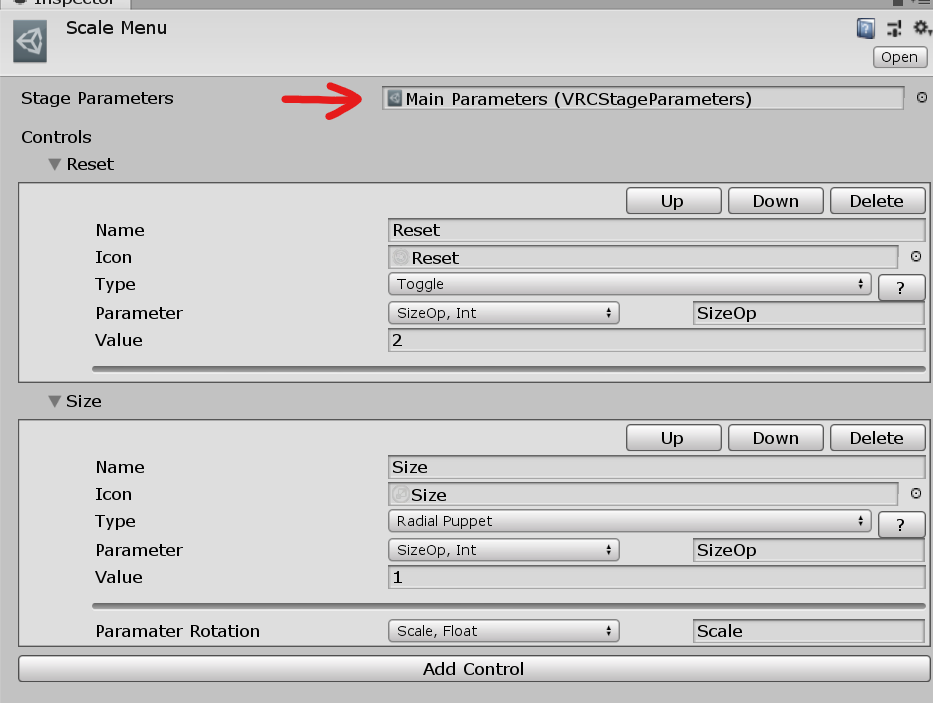 Inspector
Scale Menu
Open
Stage Parameters Main Parameters (VRCStageParameters)
Controls
Reset
Up Down Delete
Name Reset
Icon Reset
Type Toggle ?
Parameter SizeOp, Int SizeOp
Value 2
Size
Up Down Delete
Name Size
Icon Size
Type Radial Puppet ?
Parameter SizeOp, Int SizeOp
Value 1
Paramater Rotation Scale, Float Scale
Add Control